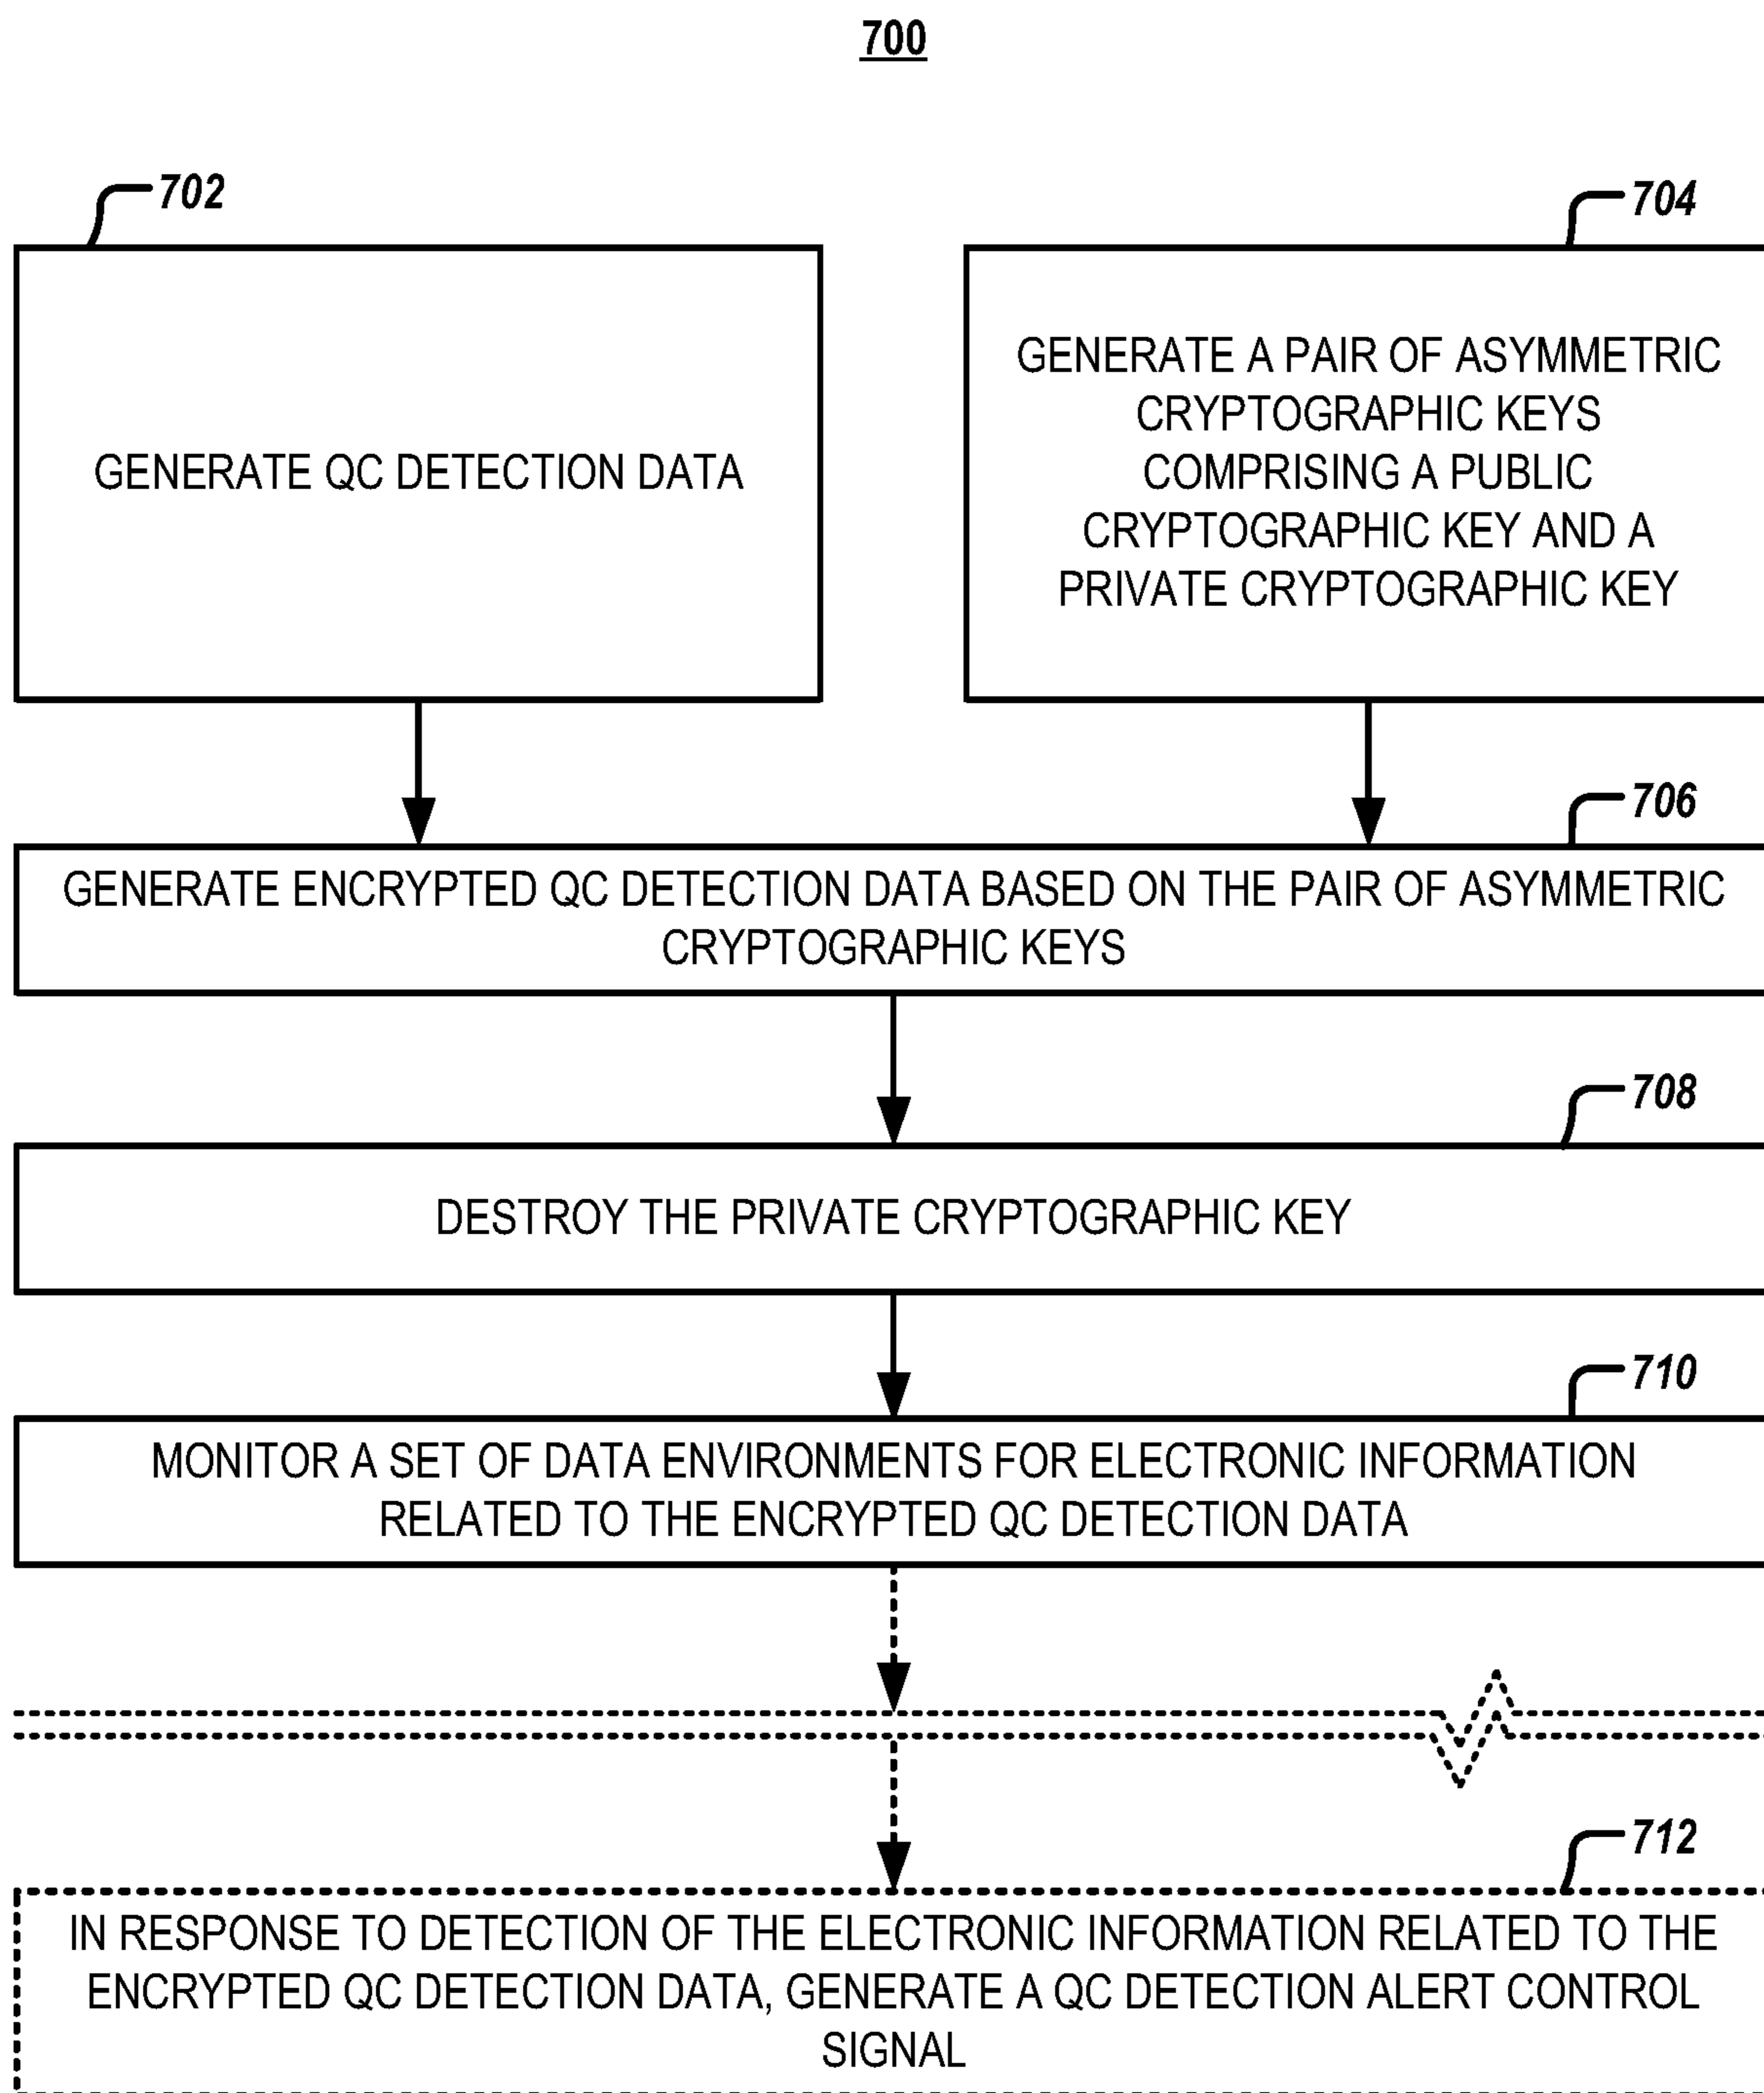 700
702
GENERATE QC DETECTION DATA
704
GENERATE A PAIR OF ASYMMETRIC
CRYPTOGRAPHIC KEYS
COMPRISING A PUBLIC
CRYPTOGRAPHIC KEY AND A
PRIVATE CRYPTOGRAPHIC KEY
706
GENERATE ENCRYPTED QC DETECTION DATA BASED ON THE PAIR OF ASYMMETRIC
CRYPTOGRAPHIC KEYS
708
DESTROY THE PRIVATE CRYPTOGRAPHIC KEY
710
MONITOR A SET OF DATA ENVIRONMENTS FOR ELECTRONIC INFORMATION
RELATED TO THE ENCRYPTED QC DETECTION DATA
712
IN RESPONSE TO DETECTION OF THE ELECTRONIC INFORMATION RELATED TO THE
ENCRYPTED QC DETECTION DATA, GENERATE A QC DETECTION ALERT CONTROL
SIGNAL